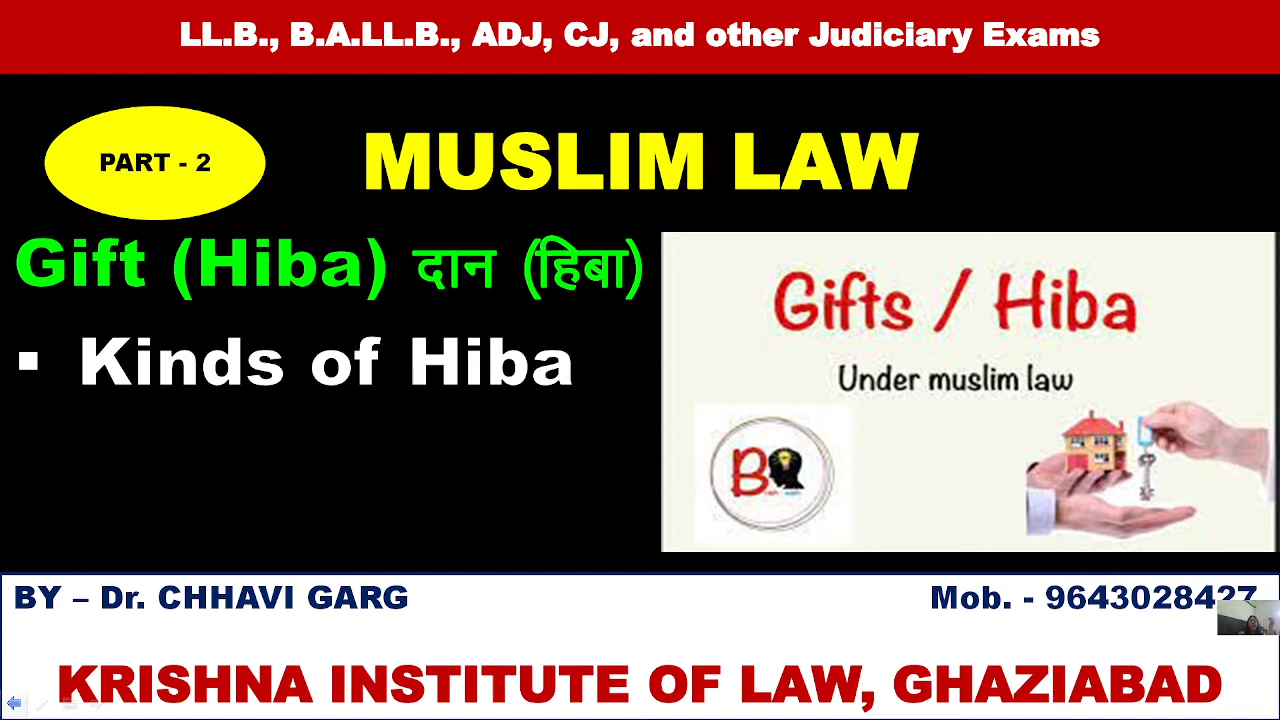 LL.B., B.A.LL.B., ADJ, CJ, and other Judiciary Exams
PART - 2
MUSLIM LAW
Gift (Hiba) दान (हिबा)
▪ Kinds of Hiba
Gifts / Hiba
Under muslim law
B
BY – Dr. CHHAVI GARG
Mob. - 9643028427
KRISHNA INSTITUTE OF LAW, GHAZIABAD